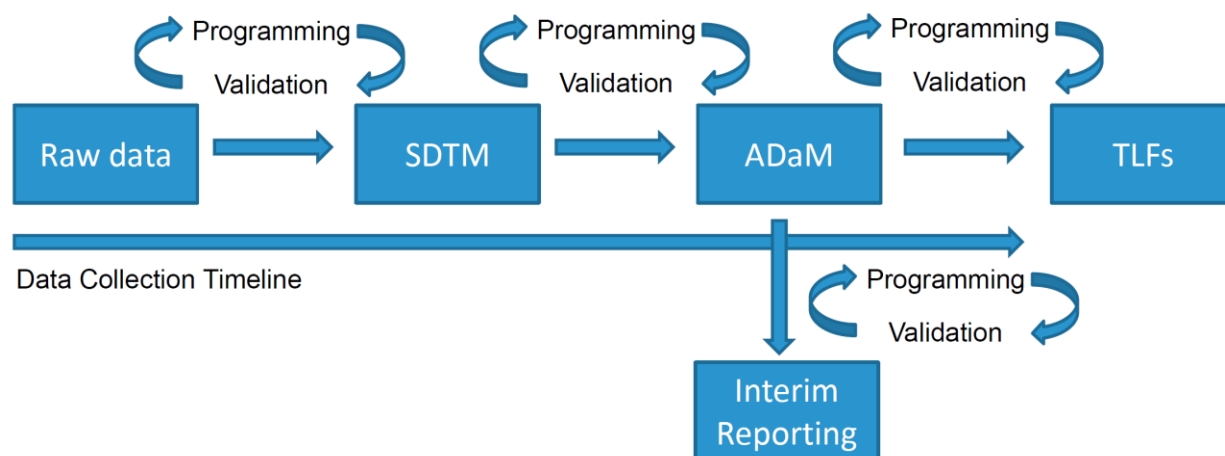 Programming
Validation
Programming
Validation
Programming
Validation
Raw data
SDTM
ADaM
TLFs
Data Collection Timeline
Programming
Validation
Interim
Reporting